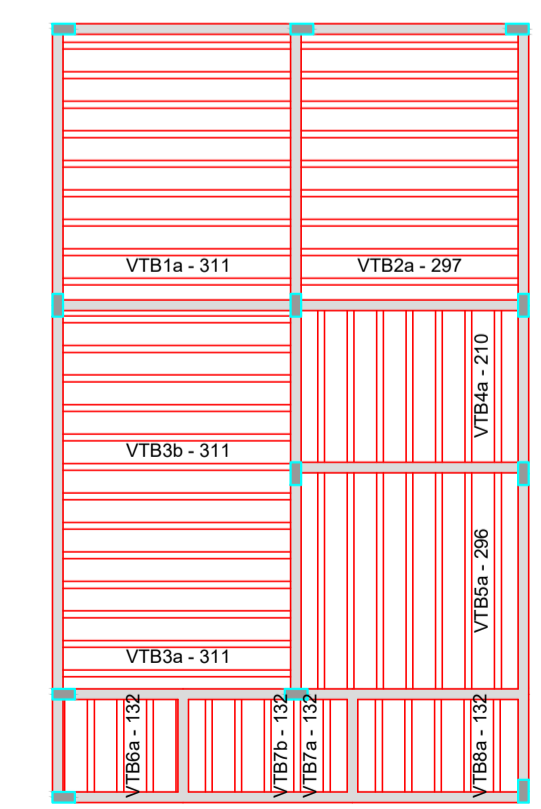 VTB1a - 311
VTB2a - 297
VTB4a - 210
VTB3b - 311
VTB5a - 296
VTB3a - 311
VTB6a - 132
VTB7b - 132
VTB7a - 132
VTB8a - 132